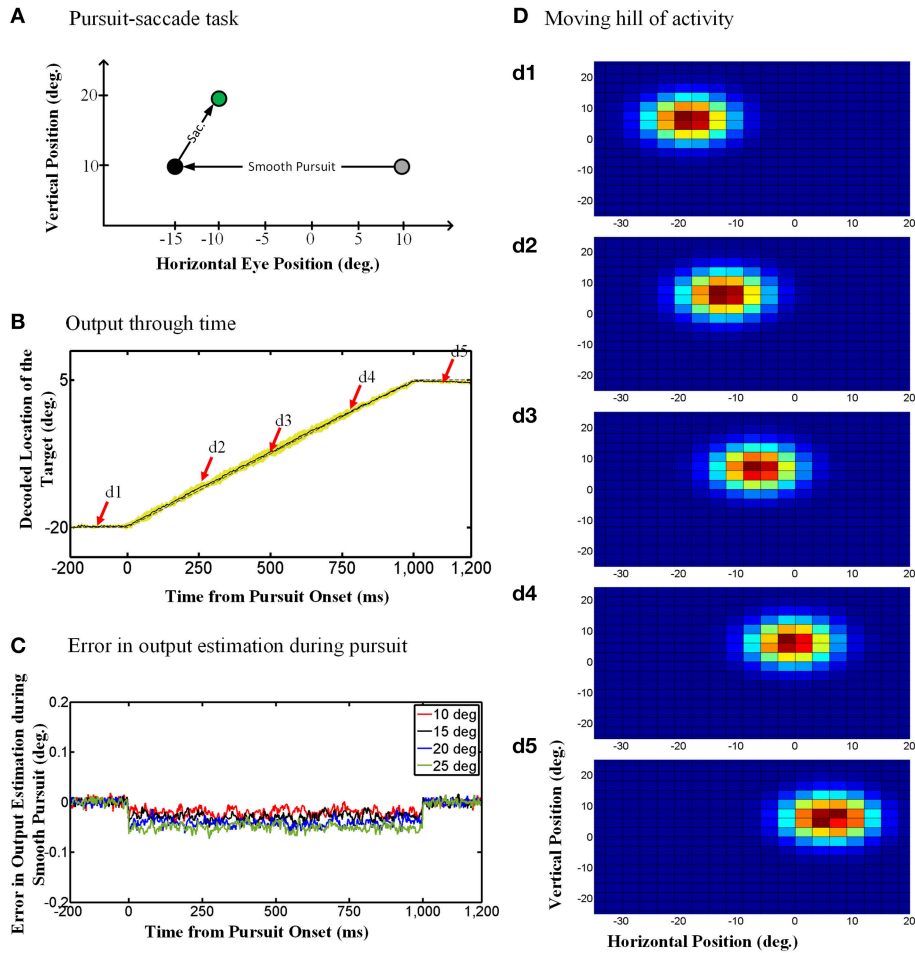 A Pursuit-saccade task
Vertical Position (deg.)
20
10
Sac.
Smooth Pursuit
-15 -10 -5 0 5 10
Horizontal Eye Position (deg.)
B Output through time
Decoded Location of the
Target (deg.)
5
-20
d1
d2
d3
d4
d5
-200 0 250 500 750 1,000 1,200
Time from Pursuit Onset (ms)
C Error in output estimation during pursuit
Error in Output Estimation during
Smooth Pursuit (deg.)
0.2
0.1
0
-0.1
-0.2
10 deg
15 deg
20 deg
25 deg
-200 0 250 500 750 1,000 1,200
Time from Pursuit Onset (ms)
D Moving hill of activity
d1
20
10
0
-10
-20
-30 -20 -10 0 10 20
d2
20
10
0
-10
-20
-30 -20 -10 0 10 20
d3
20
10
0
-10
-20
-30 -20 -10 0 10 20
d4
20
10
0
-10
-20
-30 -20 -10 0 10 20
d5
Vertical Position (deg.)
20
10
0
-10
-20
-30 -20 -10 0 10 20
Horizontal Position (deg.)